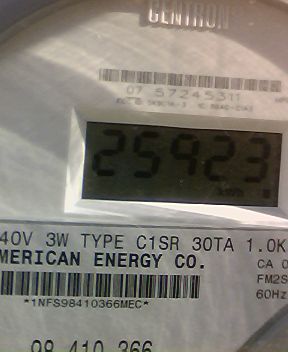 CENTRON
07 57245311
25923
40V 3W TYPE C1SR 30TA 1.0K
MERICAN ENERGY CO.
CA 0
FM2S
*1NFS98410366MEC*
60Hz
98 410 366